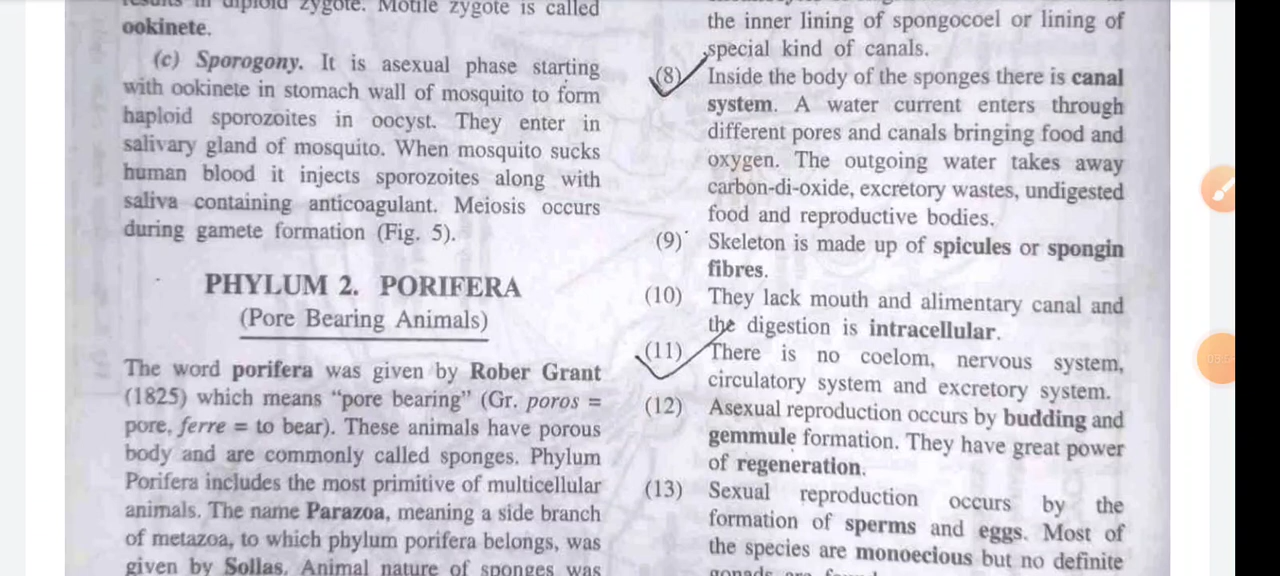 results in diploid zygote. Motile zygote is called
ookinete.
(c) Sporogony. It is asexual phase starting
with ookinete in stomach wall of mosquito to form
haploid sporozoites in oocyst. They enter in
salivary gland of mosquito. When mosquito sucks
human blood it injects sporozoites along with
saliva containing anticoagulant. Meiosis occurs
during gamete formation (Fig. 5).
PHYLUM 2. PORIFERA
(Pore Bearing Animals)
The word porifera was given by Rober Grant
(1825) which means "pore bearing" (Gr. poros =
pore, ferre = to bear). These animals have porous
body and are commonly called sponges. Phylum
Porifera includes the most primitive of multicellular
animals. The name Parazoa, meaning a side branch
of metazoa, to which phylum porifera belongs, was
given by Sollas. Animal nature of sponges was
the inner lining of spongocoel or lining of
special kind of canals.
(8) Inside the body of the sponges there is canal
system. A water current enters through
different pores and canals bringing food and
oxygen. The outgoing water takes away
carbon-di-oxide, excretory wastes, undigested
food and reproductive bodies.
(9) Skeleton is made up of spicules or spongin
fibres.
(10) They lack mouth and alimentary canal and
the digestion is intracellular.
(11) There is no coelom, nervous system,
circulatory system and excretory system.
(12) Asexual reproduction occurs by budding and
gemmule formation. They have great power
of regeneration.
(13) Sexual reproduction occurs by the
formation of sperms and eggs. Most of
the species are monoecious but no definite
gonads are found